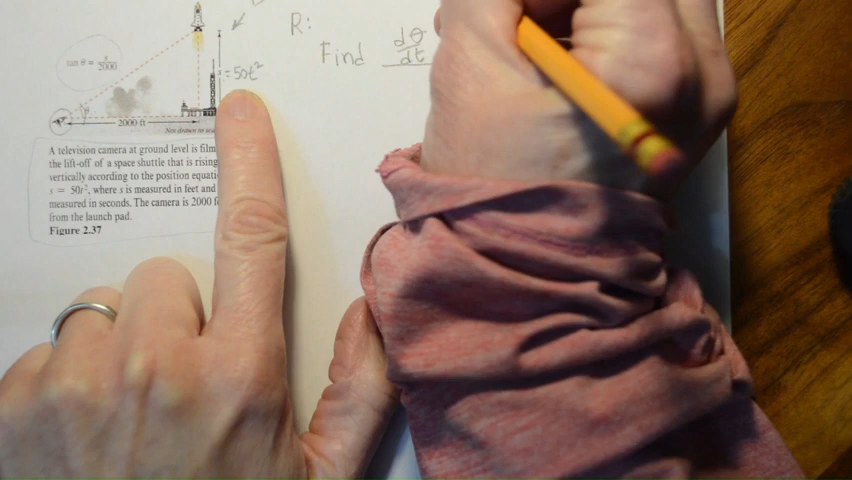 R:
Find dθ/dt
tan θ = s/2000
= 50t²
θ
2000 ft
Not drawn to
A television camera at ground level is film
the lift-off of a space shuttle that is rising
vertically according to the position equati
s = 50t², where s is measured in feet and
measured in seconds. The camera is 2000 f
from the launch pad.
Figure 2.37